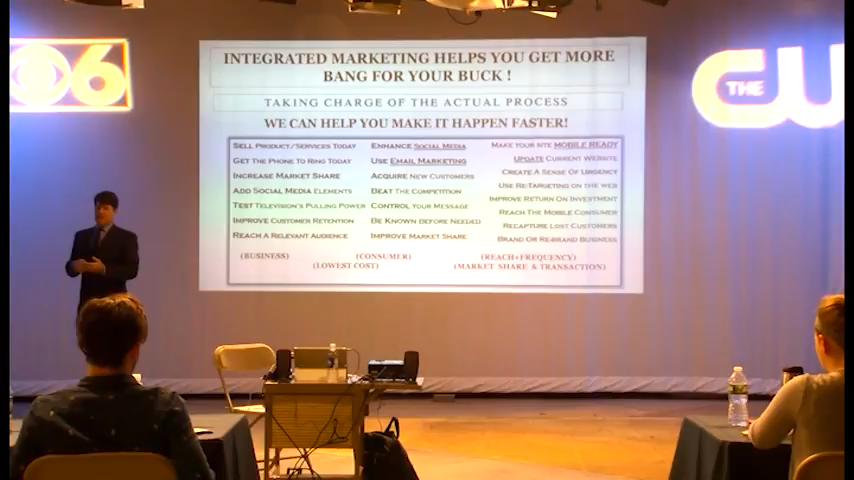 6
THE CW
INTEGRATED MARKETING HELPS YOU GET MORE
BANG FOR YOUR BUCK !
TAKING CHARGE OF THE ACTUAL PROCESS
WE CAN HELP YOU MAKE IT HAPPEN FASTER!
SELL PRODUCT/SERVICES TODAY
GET THE PHONE TO RING TODAY
INCREASE MARKET SHARE
ADD SOCIAL MEDIA ELEMENTS
TEST TELEVISION'S PULLING POWER
IMPROVE CUSTOMER RETENTION
REACH A RELEVANT AUDIENCE
ENHANCE SOCIAL MEDIA
USE EMAIL MARKETING
ACQUIRE NEW CUSTOMERS
BEAT THE COMPETITION
CONTROL YOUR MESSAGE
BE KNOWN BEFORE NEEDED
IMPROVE MARKET SHARE
MAKE YOUR SITE MOBILE READY
UPDATE CURRENT WEBSITE
CREATE A SENSE OF URGENCY
USE RE-TARGETING ON THE WEB
IMPROVE RETURN ON INVESTMENT
REACH THE MOBILE CONSUMER
RECAPTURE LOST CUSTOMERS
BRAND OR RE-BRAND BUSINESS
(BUSINESS) (CONSUMER) (REACH+FREQUENCY)
(LOWEST COST) (MARKET SHARE & TRANSACTION)